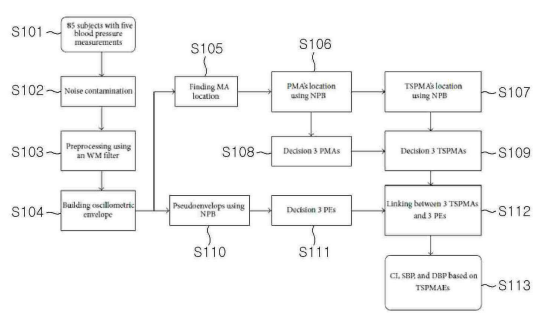 S101
85 subjects with five
blood pressure
measurements
S102
Noise contamination
S103
Preprocessing using
an WM filter
S104
Building oscillometric
envelope
S105
Finding MA
location
S106
PMA's location
using NPB
S107
TSPMA's location
using NPB
S108
Decision 3 PMAs
S109
Decision 3 TSPMAs
Pseudoenvelops using
NPB
S110
Decision 3 PEs
S111
Linking between 3 TSPMAs
and 3 PEs
S112
CI, SBP, and DBP based on
TSPMAEs
S113